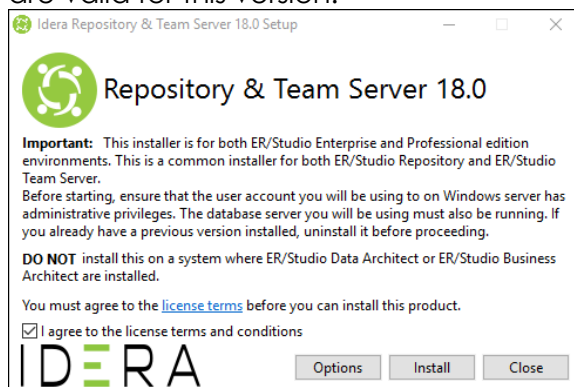 are valid for this version.
Idera Repository & Team Server 18.0 Setup
Repository & Team Server 18.0
Important: This installer is for both ER/Studio Enterprise and Professional edition
environments. This is a common installer for both ER/Studio Repository and ER/Studio
Team Server.
Before starting, ensure that the user account you will be using to on Windows server has
administrative privileges. The database server you will be using must also be running. If
you already have a previous version installed, uninstall it before proceeding.
DO NOT install this on a system where ER/Studio Data Architect or ER/Studio Business
Architect are installed.
You must agree to the license terms before you can install this product.
I agree to the license terms and conditions
IDERA
Options Install Close